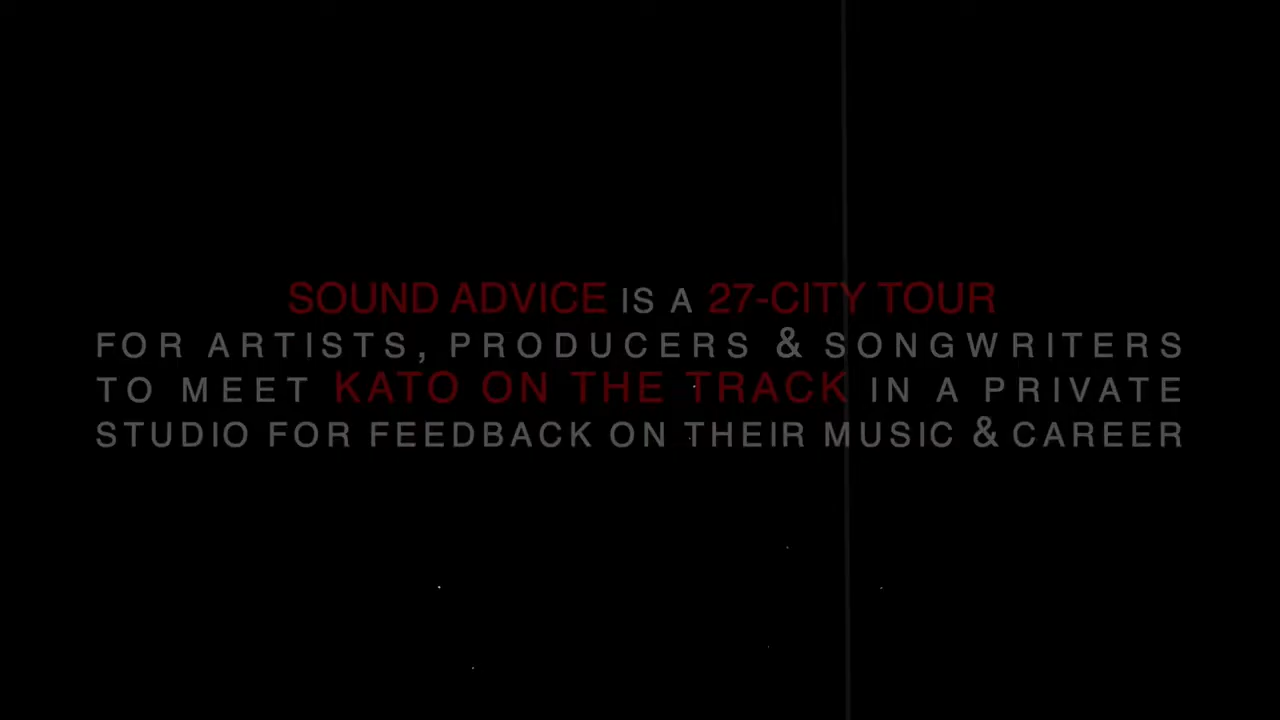 SOUND ADVICE IS A 27-CITY TOUR
FOR ARTISTS, PRODUCERS & SONGWRITERS
TO MEET KATO ON THE TRACK IN A PRIVATE
STUDIO FOR FEEDBACK ON THEIR MUSIC & CAREER